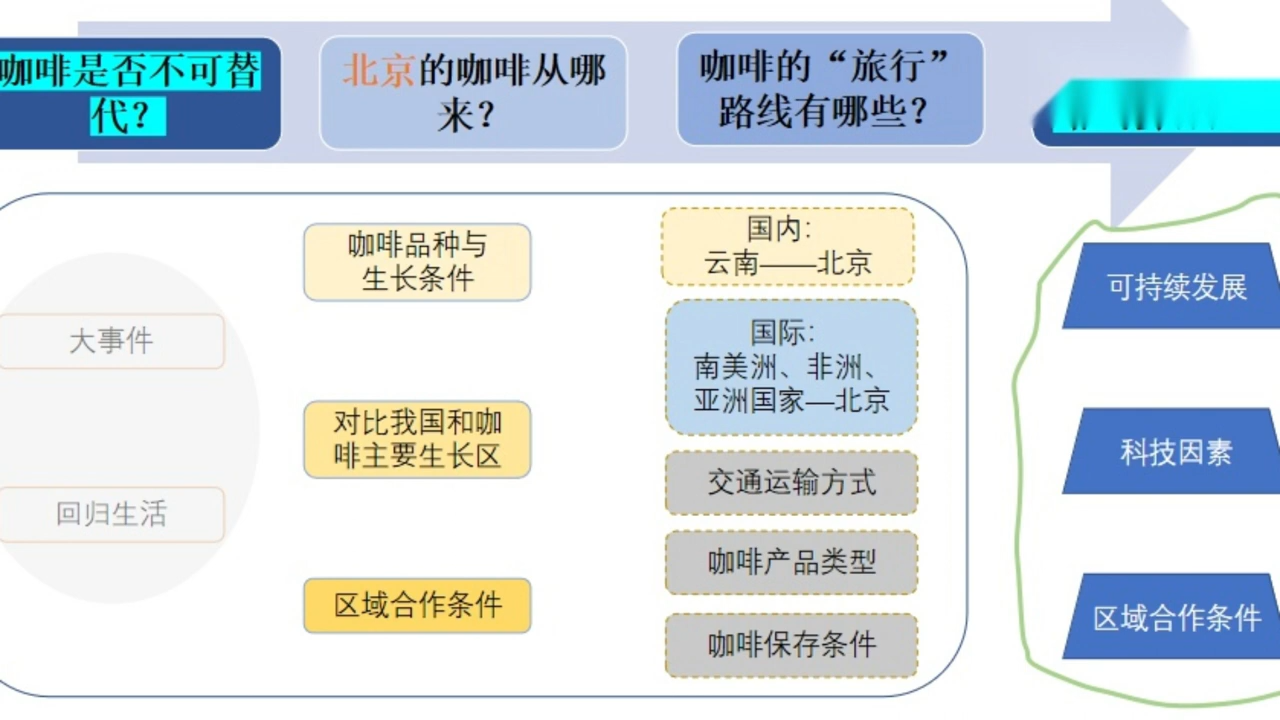 咖啡是否不可替
代？
北京的咖啡从哪
来？
咖啡的“旅行”
路线有哪些？
大事件
回归生活
咖啡品种与
生长条件
对比我国和咖
啡主要生长区
区域合作条件
国内：
云南——北京
国际：
南美洲、非洲、
亚洲国家—北京
交通运输方式
咖啡产品类型
咖啡保存条件
可持续发展
科技因素
区域合作条件